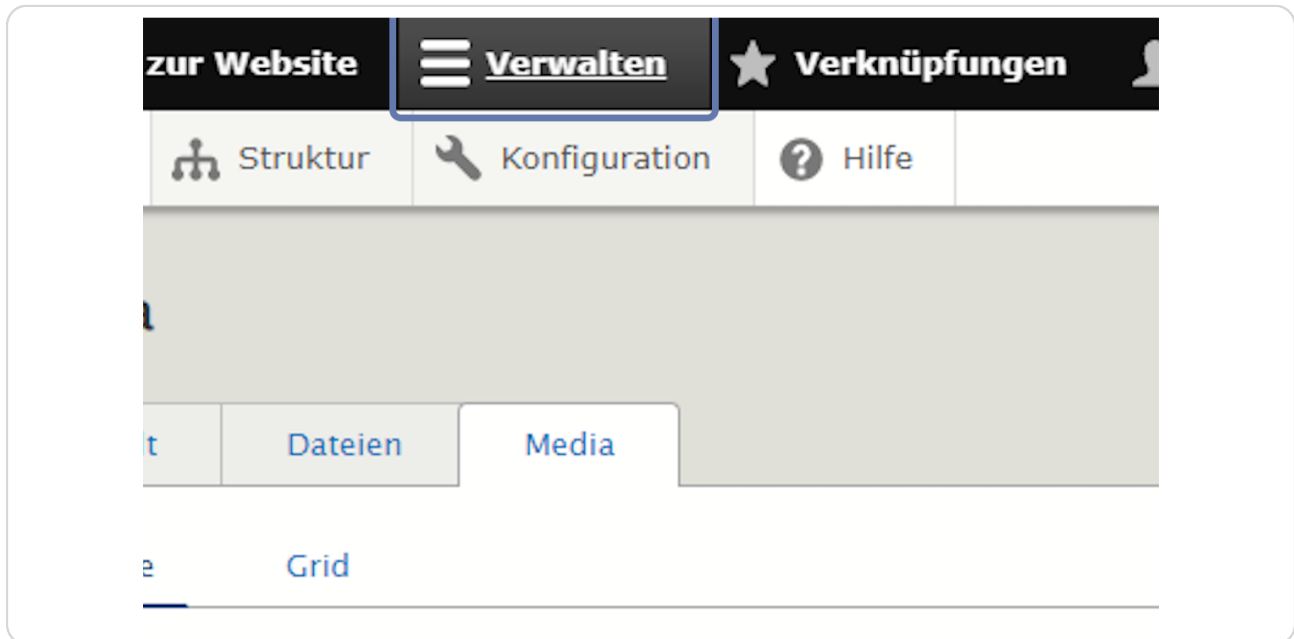 zur Website Verwalten Verknüpfungen
Struktur Konfiguration Hilfe
Dateien Media
Grid